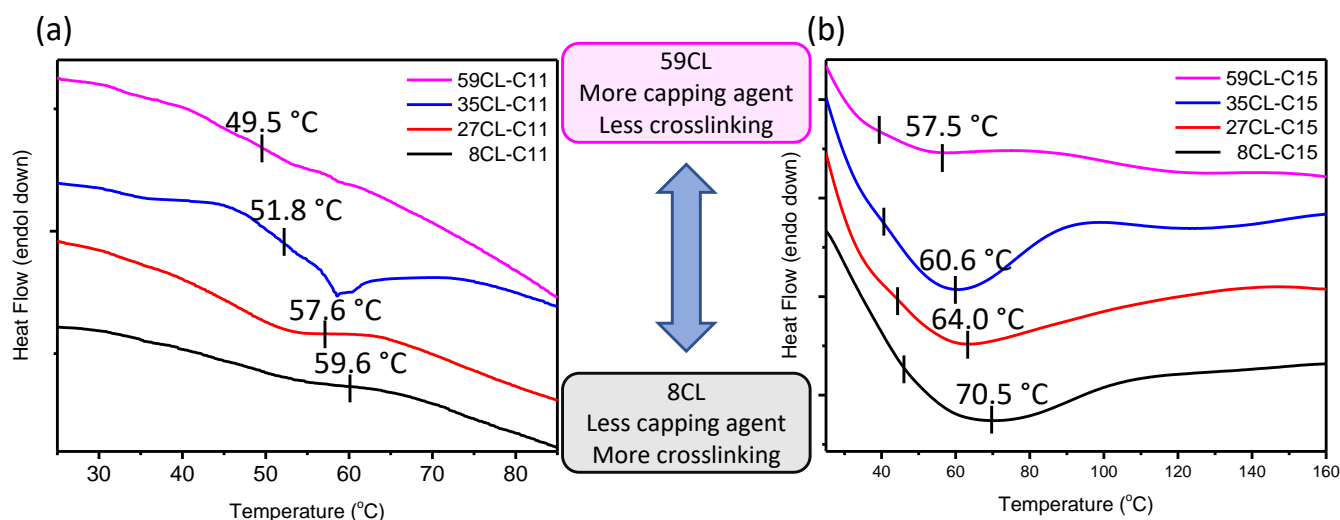 (a)
59CL-C11
35CL-C11
27CL-C11
8CL-C11
49.5 °C
51.8 °C
57.6 °C
59.6 °C
Heat Flow (endol down)
30 40 50 60 70 80
Temperature (°C)
59CL
More capping agent
Less crosslinking
8CL
Less capping agent
More crosslinking
(b)
59CL-C15
35CL-C15
27CL-C15
8CL-C15
57.5 °C
60.6 °C
64.0 °C
70.5 °C
Heat Flow (endo down)
40 60 80 100 120 140 160
Temperature (°C)